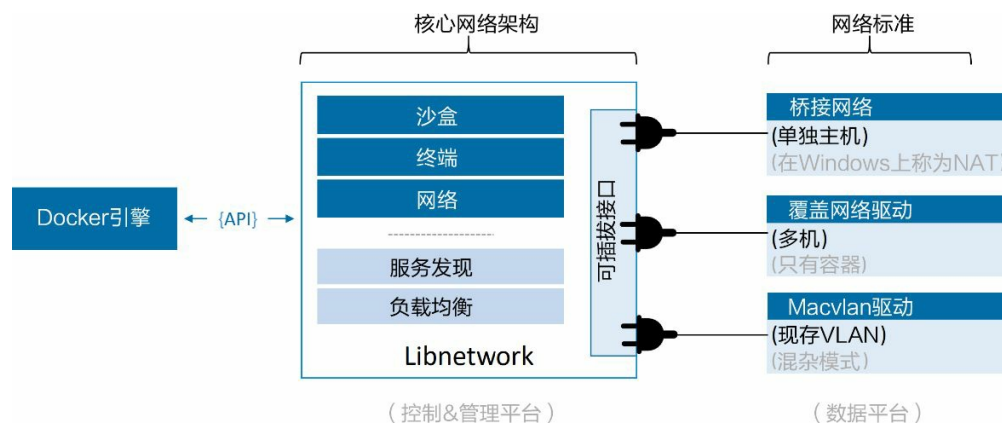 核心网络架构
网络标准
Docker引擎
{API}
沙盒
终端
网络
服务发现
负载均衡
Libnetwork
可插拔接口
桥接网络
(单独主机)
(在Windows上称为NAT)
覆盖网络驱动
(多机)
(只有容器)
Macvlan驱动
(现存VLAN)
(混杂模式)
(控制&管理平台)
(数据平台)